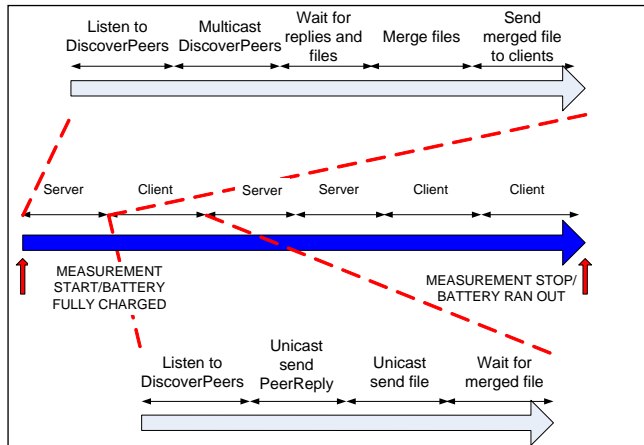 Listen to
DiscoverPeers
Multicast
DiscoverPeers
Wait for
replies and
files
Merge files
Send
merged file
to clients
Server
Client
Server
Server
Client
Client
MEASUREMENT
START/BATTERY
FULLY CHARGED
MEASUREMENT STOP/
BATTERY RAN OUT
Listen to
DiscoverPeers
Unicast
send
PeerReply
Unicast
send file
Wait for
merged file